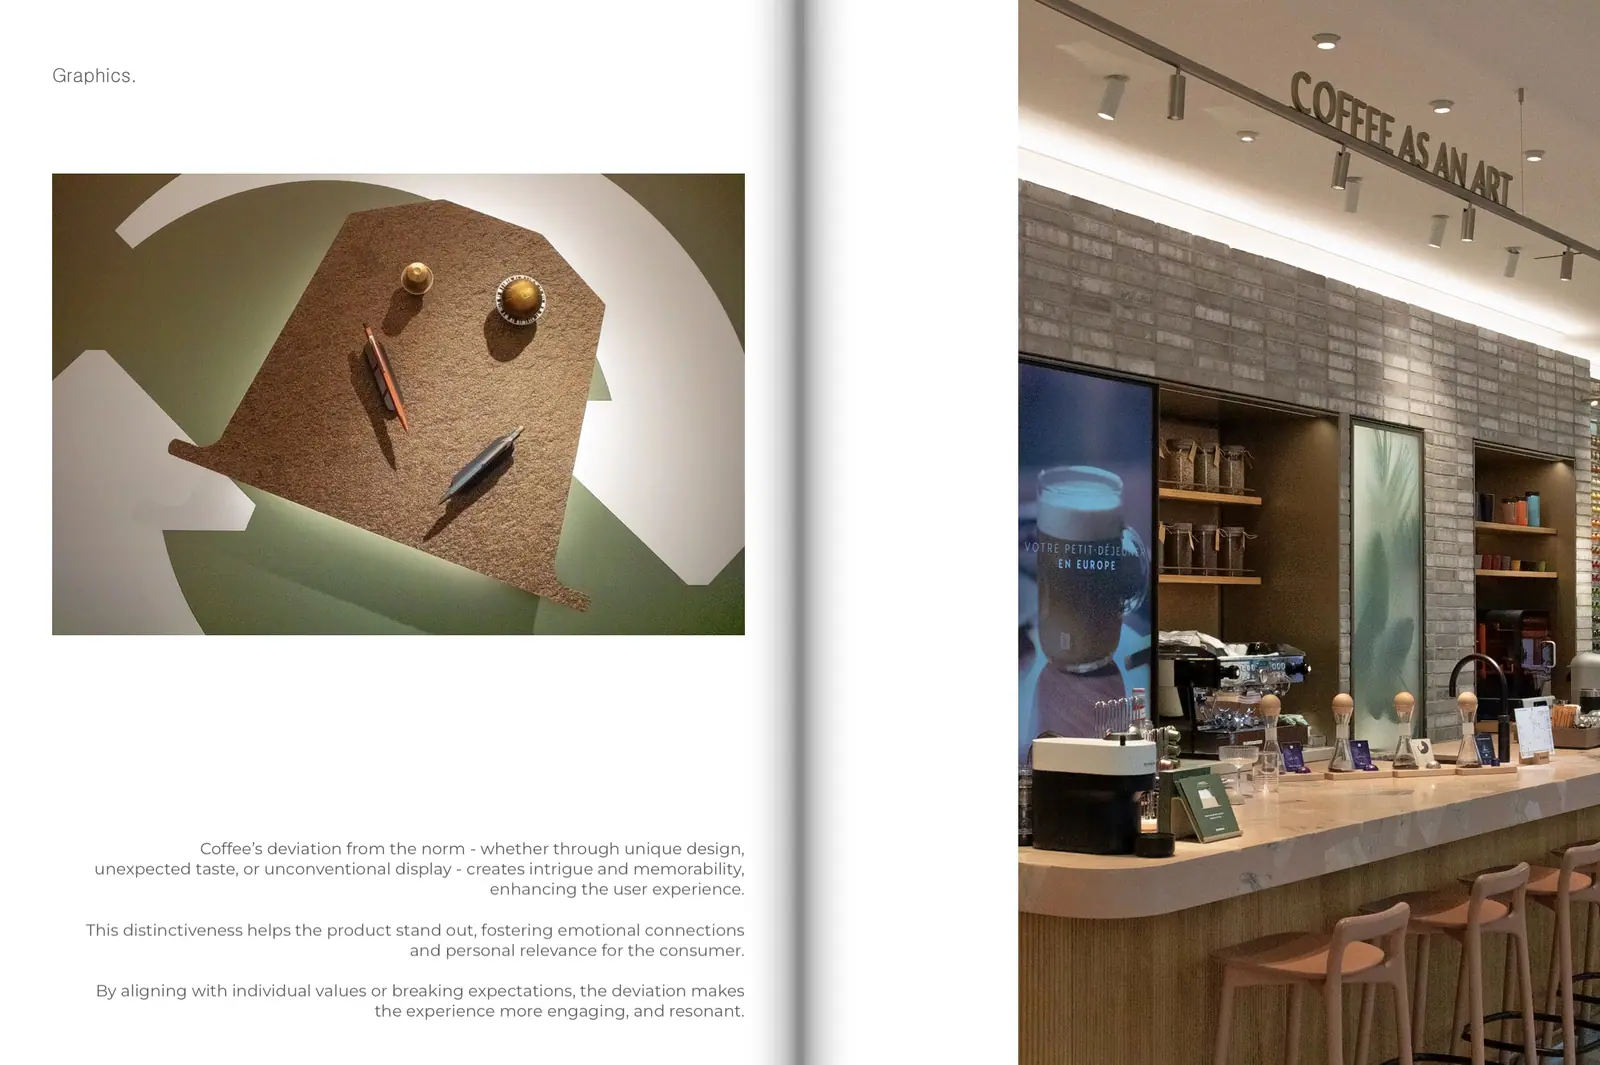 Graphics.
Coffee’s deviation from the norm - whether through unique design,
unexpected taste, or unconventional display - creates intrigue and memorability,
enhancing the user experience.
This distinctiveness helps the product stand out, fostering emotional connections
and personal relevance for the consumer.
By aligning with individual values or breaking expectations, the deviation makes
the experience more engaging, and resonant.
COFFEE AS AN ART
VOTRE PETIT-DÉJEUNER
EN EUROPE